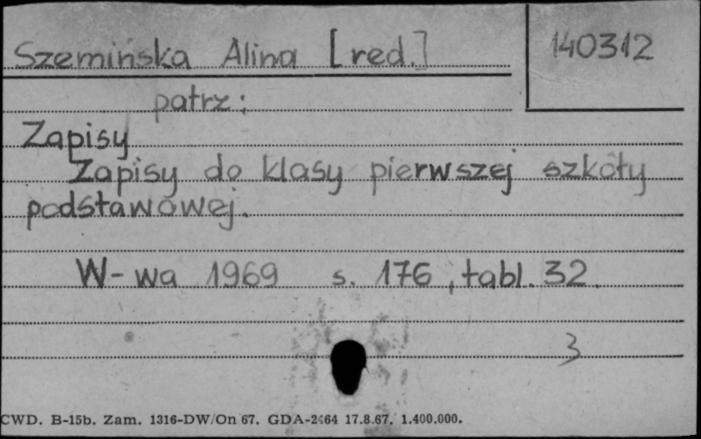 Szemińska Alina [red.]
140312
patrz:
Zapisy
Zapisy do klasy pierwszej szkoły
podstawowej.
W-wa 1969 s. 176, tabl. 32.
3
CWD. B-15b. Zam. 1316-DW/On 67. GDA-2464 17.8.67. 1.400.000.